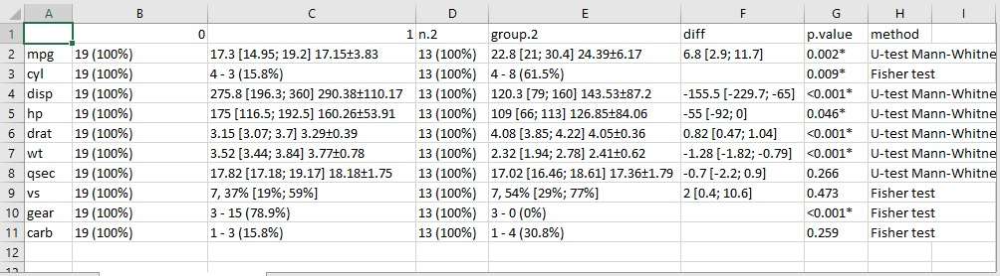 A B C D E F G H I
1 0 1 n.2 group.2 diff p.value method
2 mpg 19 (100%) 17.3 [14.95; 19.2] 17.15±3.83 13 (100%) 22.8 [21; 30.4] 24.39±6.17 6.8 [2.9; 11.7] 0.002* U-test Mann-Whitne
3 cyl 19 (100%) 4 - 3 (15.8%) 13 (100%) 4 - 8 (61.5%) 0.009* Fisher test
4 disp 19 (100%) 275.8 [196.3; 360] 290.38±110.17 13 (100%) 120.3 [79; 160] 143.53±87.2 -155.5 [-229.7; -65] <0.001* U-test Mann-Whitne
5 hp 19 (100%) 175 [116.5; 192.5] 160.26±53.91 13 (100%) 109 [66; 113] 126.85±84.06 -55 [-92; 0] 0.046* U-test Mann-Whitne
6 drat 19 (100%) 3.15 [3.07; 3.7] 3.29±0.39 13 (100%) 4.08 [3.85; 4.22] 4.05±0.36 0.82 [0.47; 1.04] <0.001* U-test Mann-Whitne
7 wt 19 (100%) 3.52 [3.44; 3.84] 3.77±0.78 13 (100%) 2.32 [1.94; 2.78] 2.41±0.62 -1.28 [-1.82; -0.79] <0.001* U-test Mann-Whitne
8 qsec 19 (100%) 17.82 [17.18; 19.17] 18.18±1.75 13 (100%) 17.02 [16.46; 18.61] 17.36±1.79 -0.7 [-2.2; 0.9] 0.266 U-test Mann-Whitne
9 vs 19 (100%) 7, 37% [19%; 59%] 13 (100%) 7, 54% [29%; 77%] 2 [0.4; 10.6] 0.473 Fisher test
10 gear 19 (100%) 3 - 15 (78.9%) 13 (100%) 3 - 0 (0%) <0.001* Fisher test
11 carb 19 (100%) 1 - 3 (15.8%) 13 (100%) 1 - 4 (30.8%) 0.259 Fisher test
12